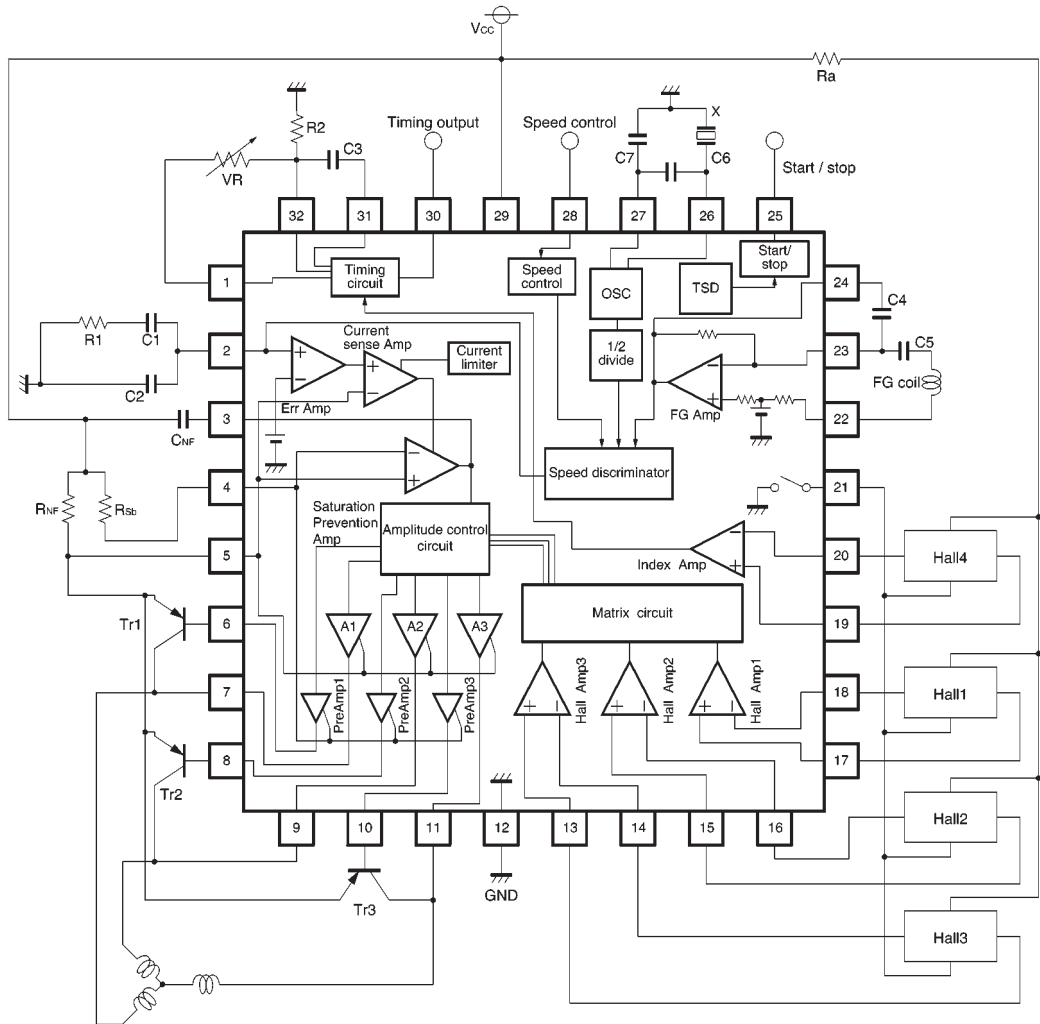 Vcc
Ra
R2
Timing output
Speed control
X
C3
C7
C6
VR
Start / stop
32
31
30
29
28
27
26
25
1
Timing circuit
Speed control
OSC
TSD
Start/ stop
24
C4
R1
C1
2
Current sense Amp
Current limiter
1/2 divide
23
C5
FG coil
C2
Err Amp
FG Amp
22
CNF
3
Speed discriminator
RNF
RSb
4
Saturation Prevention Amp
Amplitude control circuit
21
5
Index Amp
20
Hall4
Matrix circuit
Tr1
6
A1
A2
A3
19
7
PreAmp1
PreAmp2
PreAmp3
Hall Amp3
Hall Amp2
Hall Amp1
18
Hall1
8
17
Tr2
9
10
11
12
13
14
15
16
Hall2
GND
Tr3
Hall3
+
−
+
−
−
+
−
+
−
+
+
−
+
−
+
−